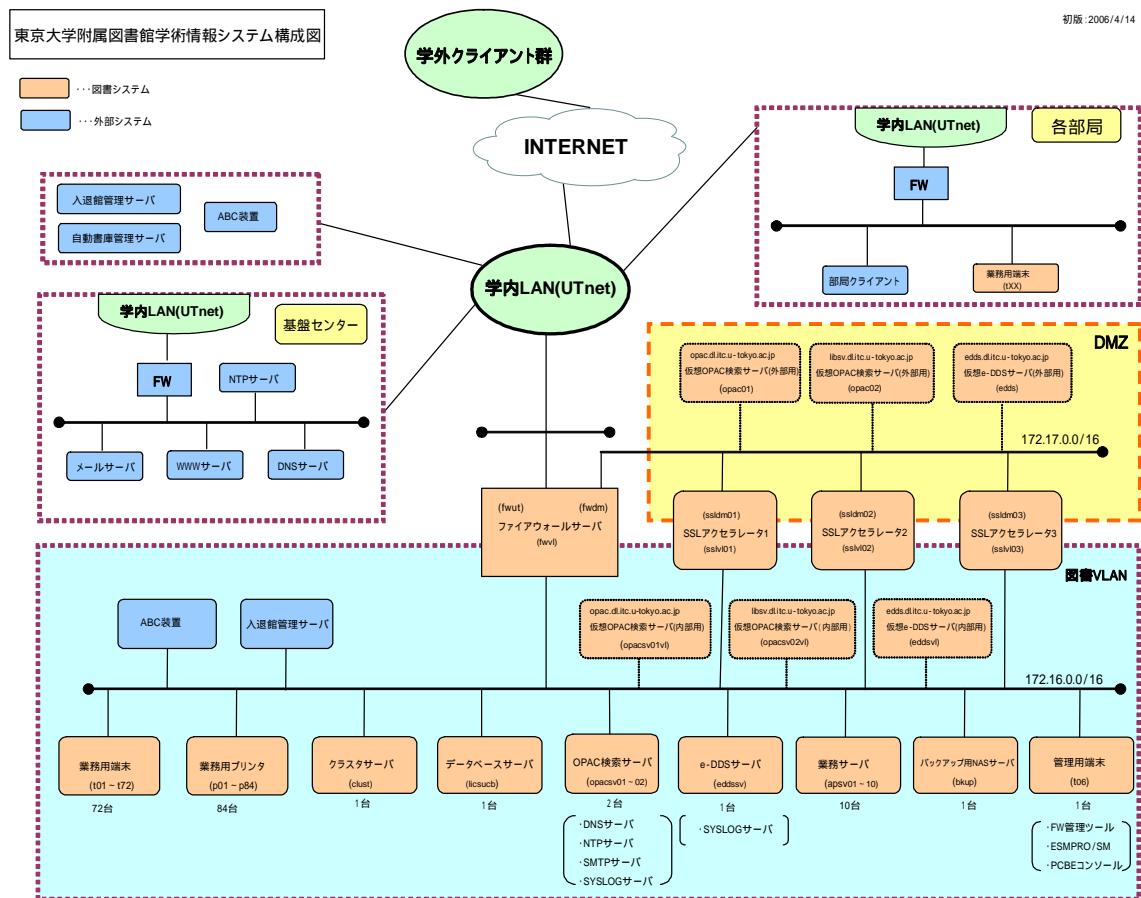 東京大学附属図書館学術情報システム構成図
初版:2006/4/14
・・・図書システム
・・・外部システム
学外クライアント群
INTERNET
学内LAN(UTnet)
各部局
FW
部局クライアント
業務用端末
(tXX)
入退館管理サーバ
ABC装置
自動書庫管理サーバ
学内LAN(UTnet)
学内LAN(UTnet)
基盤センター
FW
NTPサーバ
メールサーバ
WWWサーバ
DNSサーバ
DMZ
opac.dl.itc.u-tokyo.ac.jp
仮想OPAC検索サーバ(外部用)
(opac01)
libsv.dl.itc.u-tokyo.ac.jp
仮想OPAC検索サーバ(外部用)
(opac02)
edds.dl.itc.u-tokyo.ac.jp
仮想e-DDSサーバ(外部用)
(edds)
172.17.0.0/16
(fwut)
(fwdm)
ファイアウォールサーバ
(fwvl)
(ssldm01)
SSLアクセラレータ1
(sslvl01)
(ssldm02)
SSLアクセラレータ2
(sslvl02)
(ssldm03)
SSLアクセラレータ3
(sslvl03)
図書VLAN
ABC装置
入退館管理サーバ
opac.dl.itc.u-tokyo.ac.jp
仮想OPAC検索サーバ(内部用)
(opacsv01vl)
libsv.dl.itc.u-tokyo.ac.jp
仮想OPAC検索サーバ(内部用)
(opacsv02vl)
edds.dl.itc.u-tokyo.ac.jp
仮想e-DDSサーバ(内部用)
(eddsvl)
172.16.0.0/16
業務用端末
(t01~t72)
72台
業務用プリンタ
(p01~p84)
84台
クラスタサーバ
(clust)
1台
データベースサーバ
(licsucb)
1台
OPAC検索サーバ
(opacsv01~02)
2台
・DNSサーバ
・NTPサーバ
・SMTPサーバ
・SYSLOGサーバ
e-DDSサーバ
(eddssv)
1台
・SYSLOGサーバ
業務サーバ
(apsv01~10)
10台
バックアップ用NASサーバ
(bkup)
1台
管理用端末
(t06)
1台
・FW管理ツール
・ESMPRO/SM
・PCBEコンソール